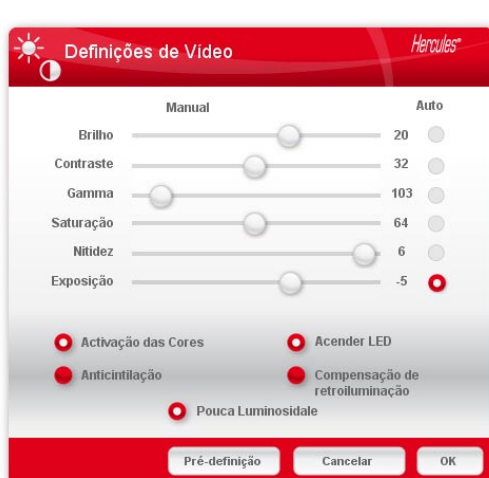 Definições de Vídeo
Hercules
Manual Auto
Brilho 20
Contraste 32
Gamma 103
Saturação 64
Nitidez 6
Exposição -5
Activação das Cores Acender LED
Anticintilação Compensação de
retroiluminação
Pouca Luminosidale
Pré-definição Cancelar OK